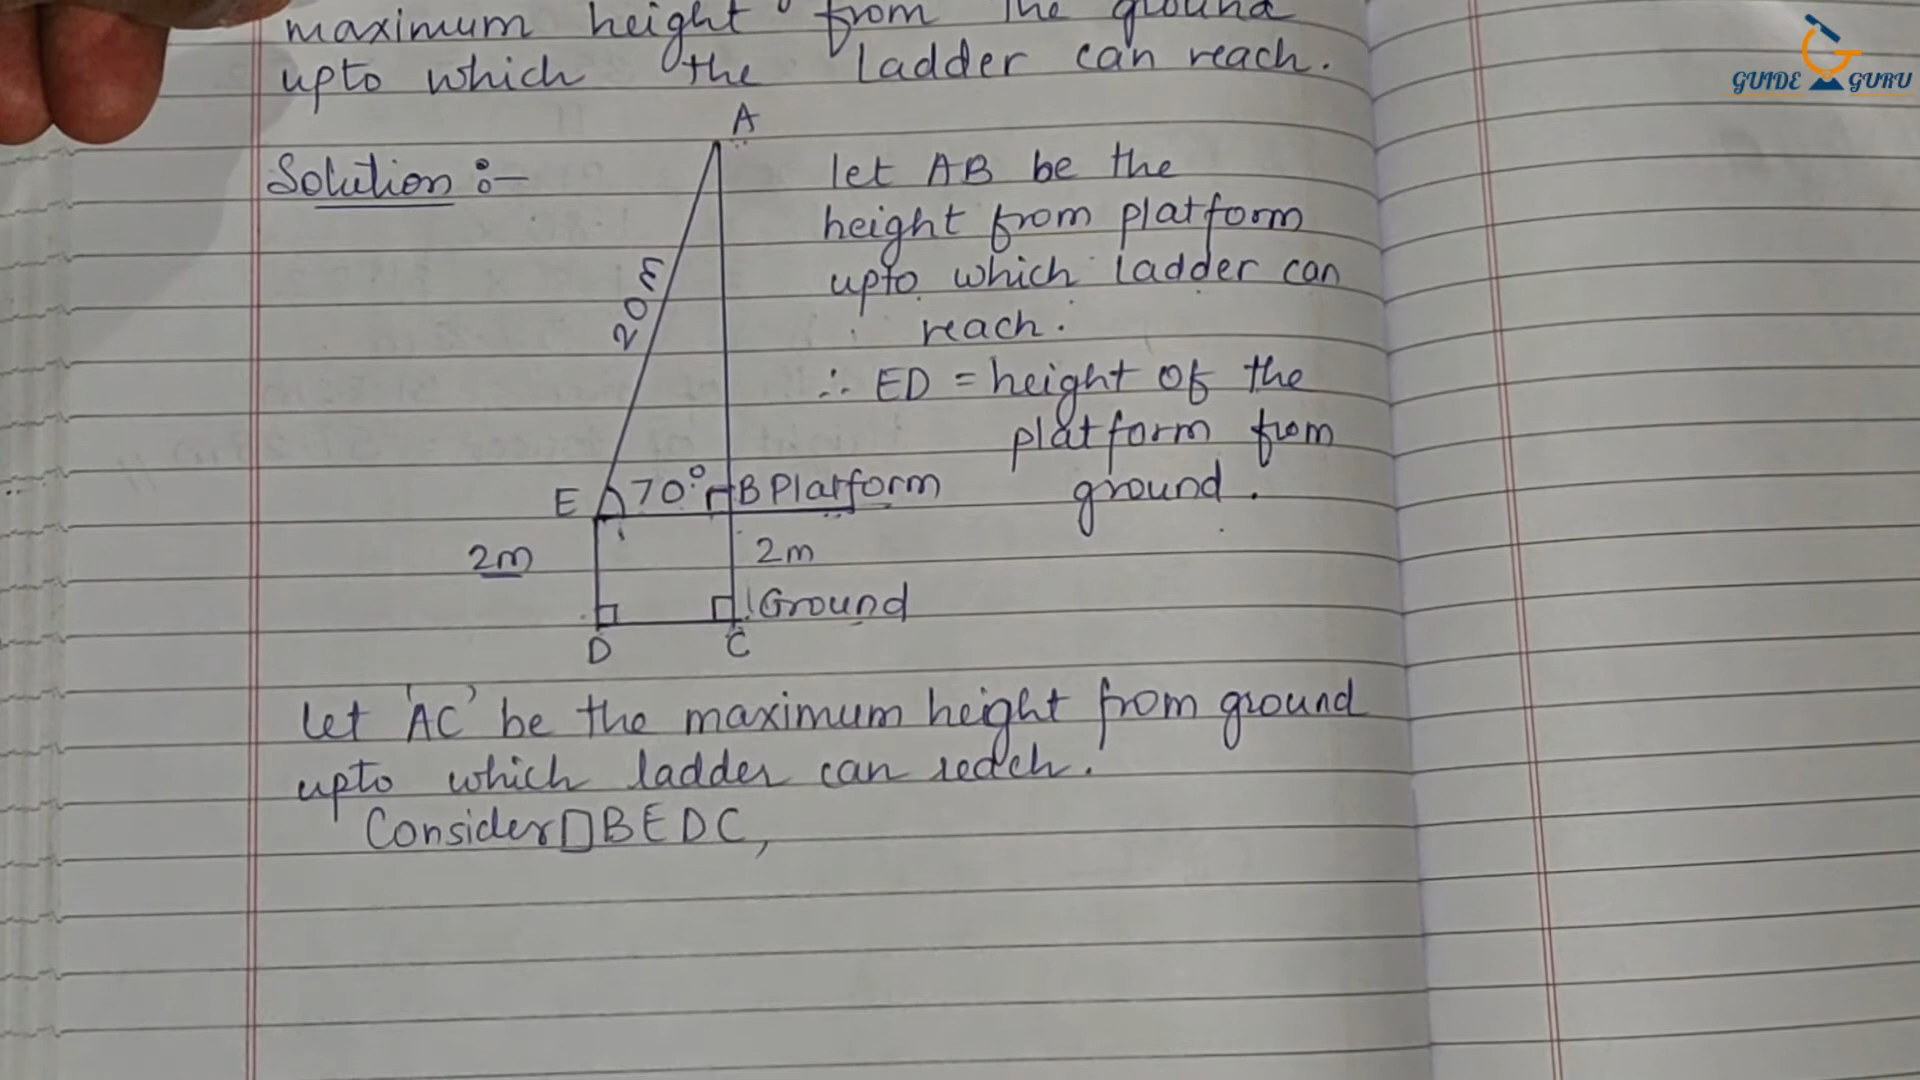 maximum height from the ground
upto which the ladder can reach.
GUIDE GURU
A
Solution :-
let AB be the
height from platform
upto which ladder can
reach.
20m
∴ ED = height of the
platform from
ground.
E 70° B Platform
2m
2m
Ground
D
C
let 'AC' be the maximum height from ground
upto which ladder can reach.
Consider □BEDC,